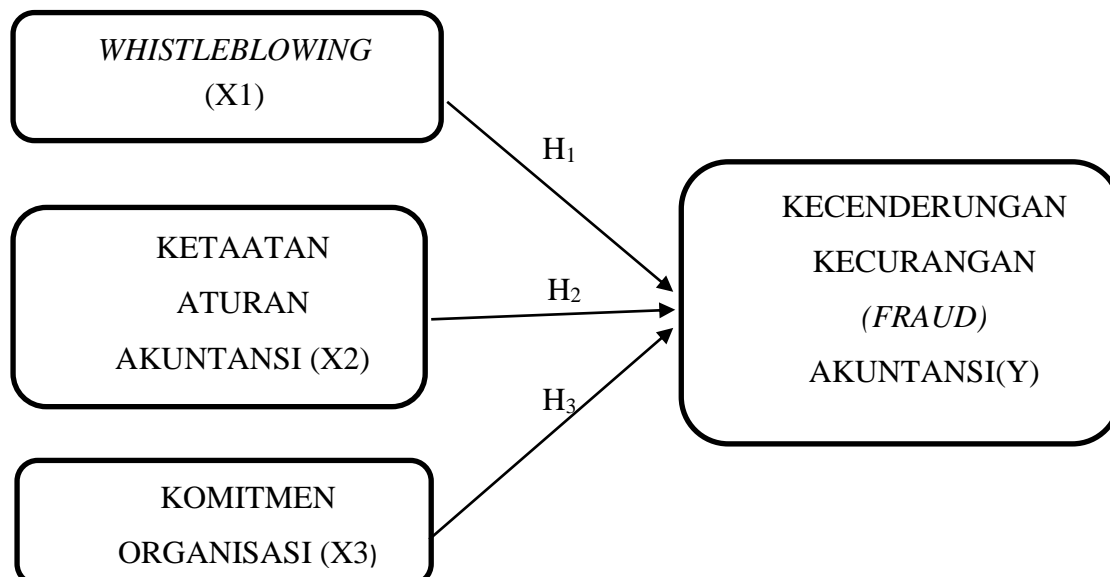 WHISTLEBLOWING
(X1)
H1
KETAATAN
ATURAN
AKUNTANSI (X2)
H2
KOMITMEN
ORGANISASI (X3)
H3
KECENDERUNGAN
KECURANGAN
(FRAUD)
AKUNTANSI(Y)